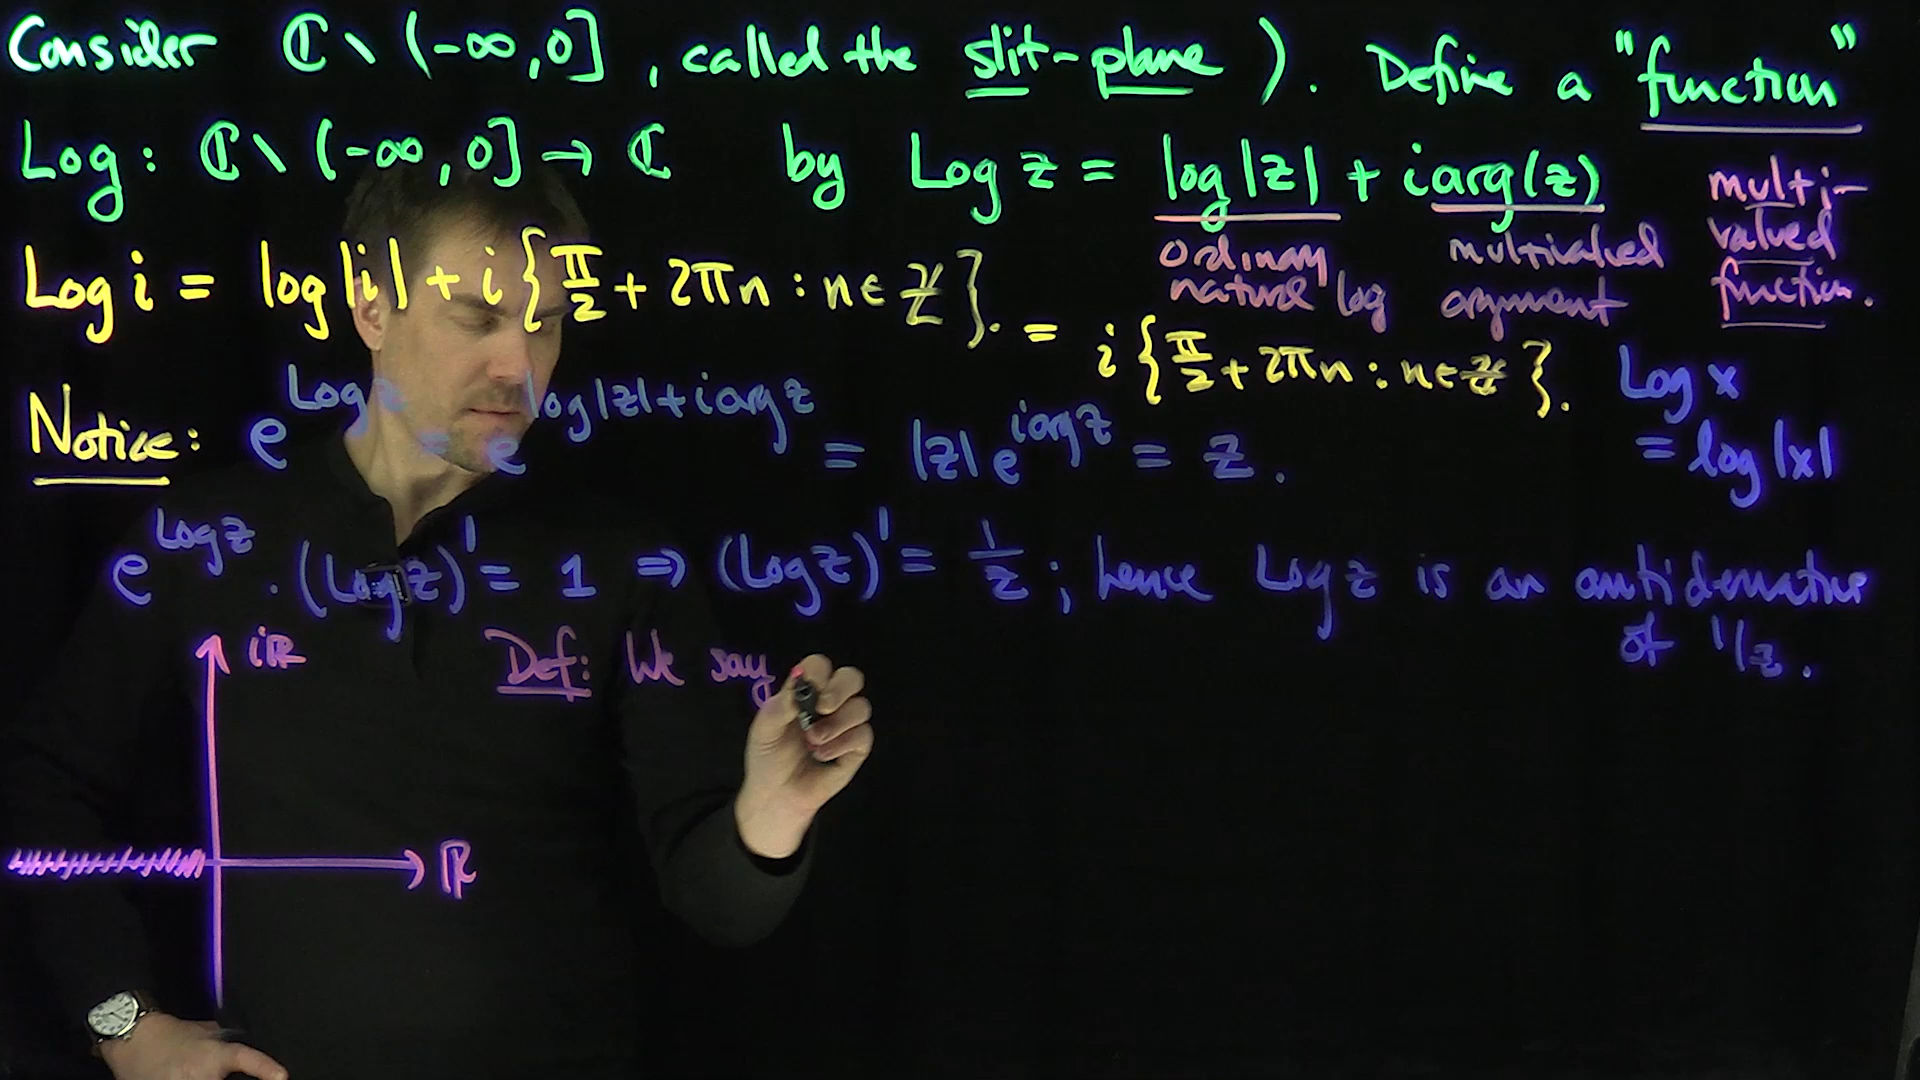 Consider ℂ \ (-∞,0], called the slit-plane ). Define a "function"
Log: ℂ \ (-∞,0] → ℂ by Log z = log|z| + i arg(z)
ordinary natural log
multivalued argument
multi-valued function.
Log i = log|i| + i{π/2 + 2πn : n ∈ ℤ}. = i{π/2 + 2πn : n ∈ ℤ}.
Log x
= log|x|
Notice: e^{Log z} = e^{log|z| + i arg z} = |z| e^{i arg z} = z.
e^{Log z} · (Log z)' = 1 ⇒ (Log z)' = 1/z ; hence Log z is an antiderivative
of 1/z.
iℝ
Def: We say
ℝ